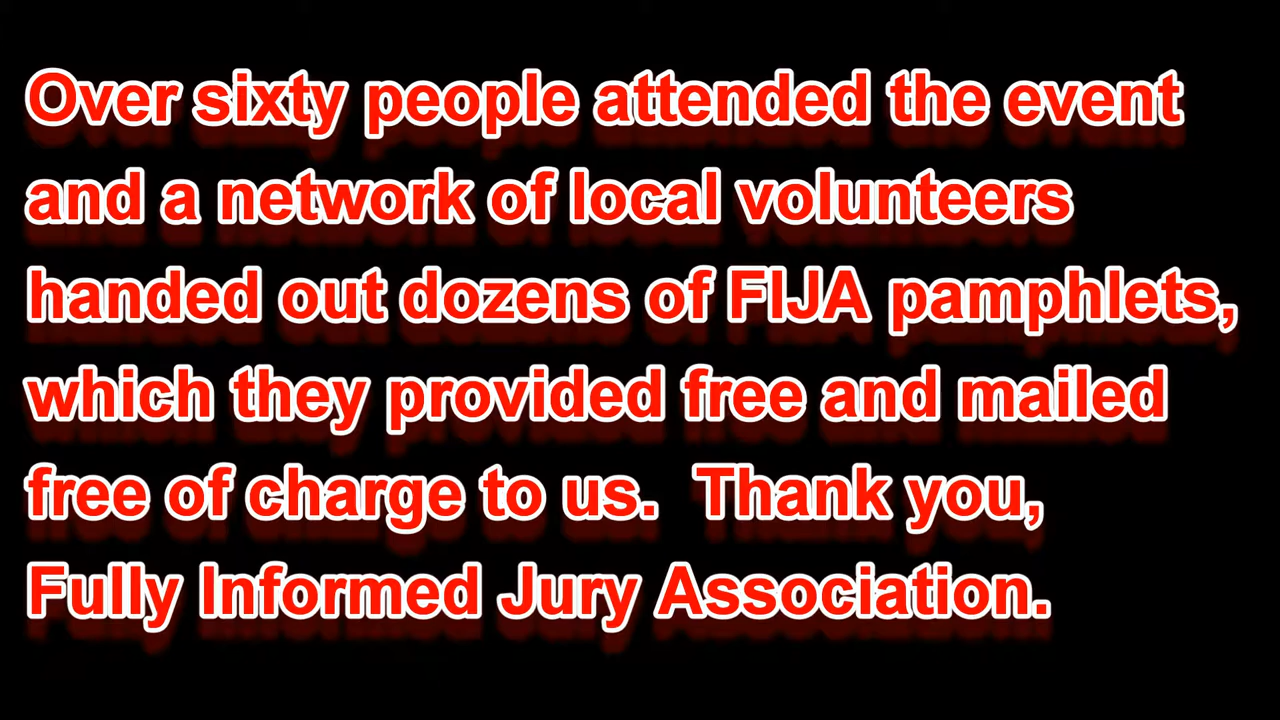 Over sixty people attended the event
and a network of local volunteers
handed out dozens of FIJA pamphlets,
which they provided free and mailed
free of charge to us.  Thank you,
Fully Informed Jury Association.